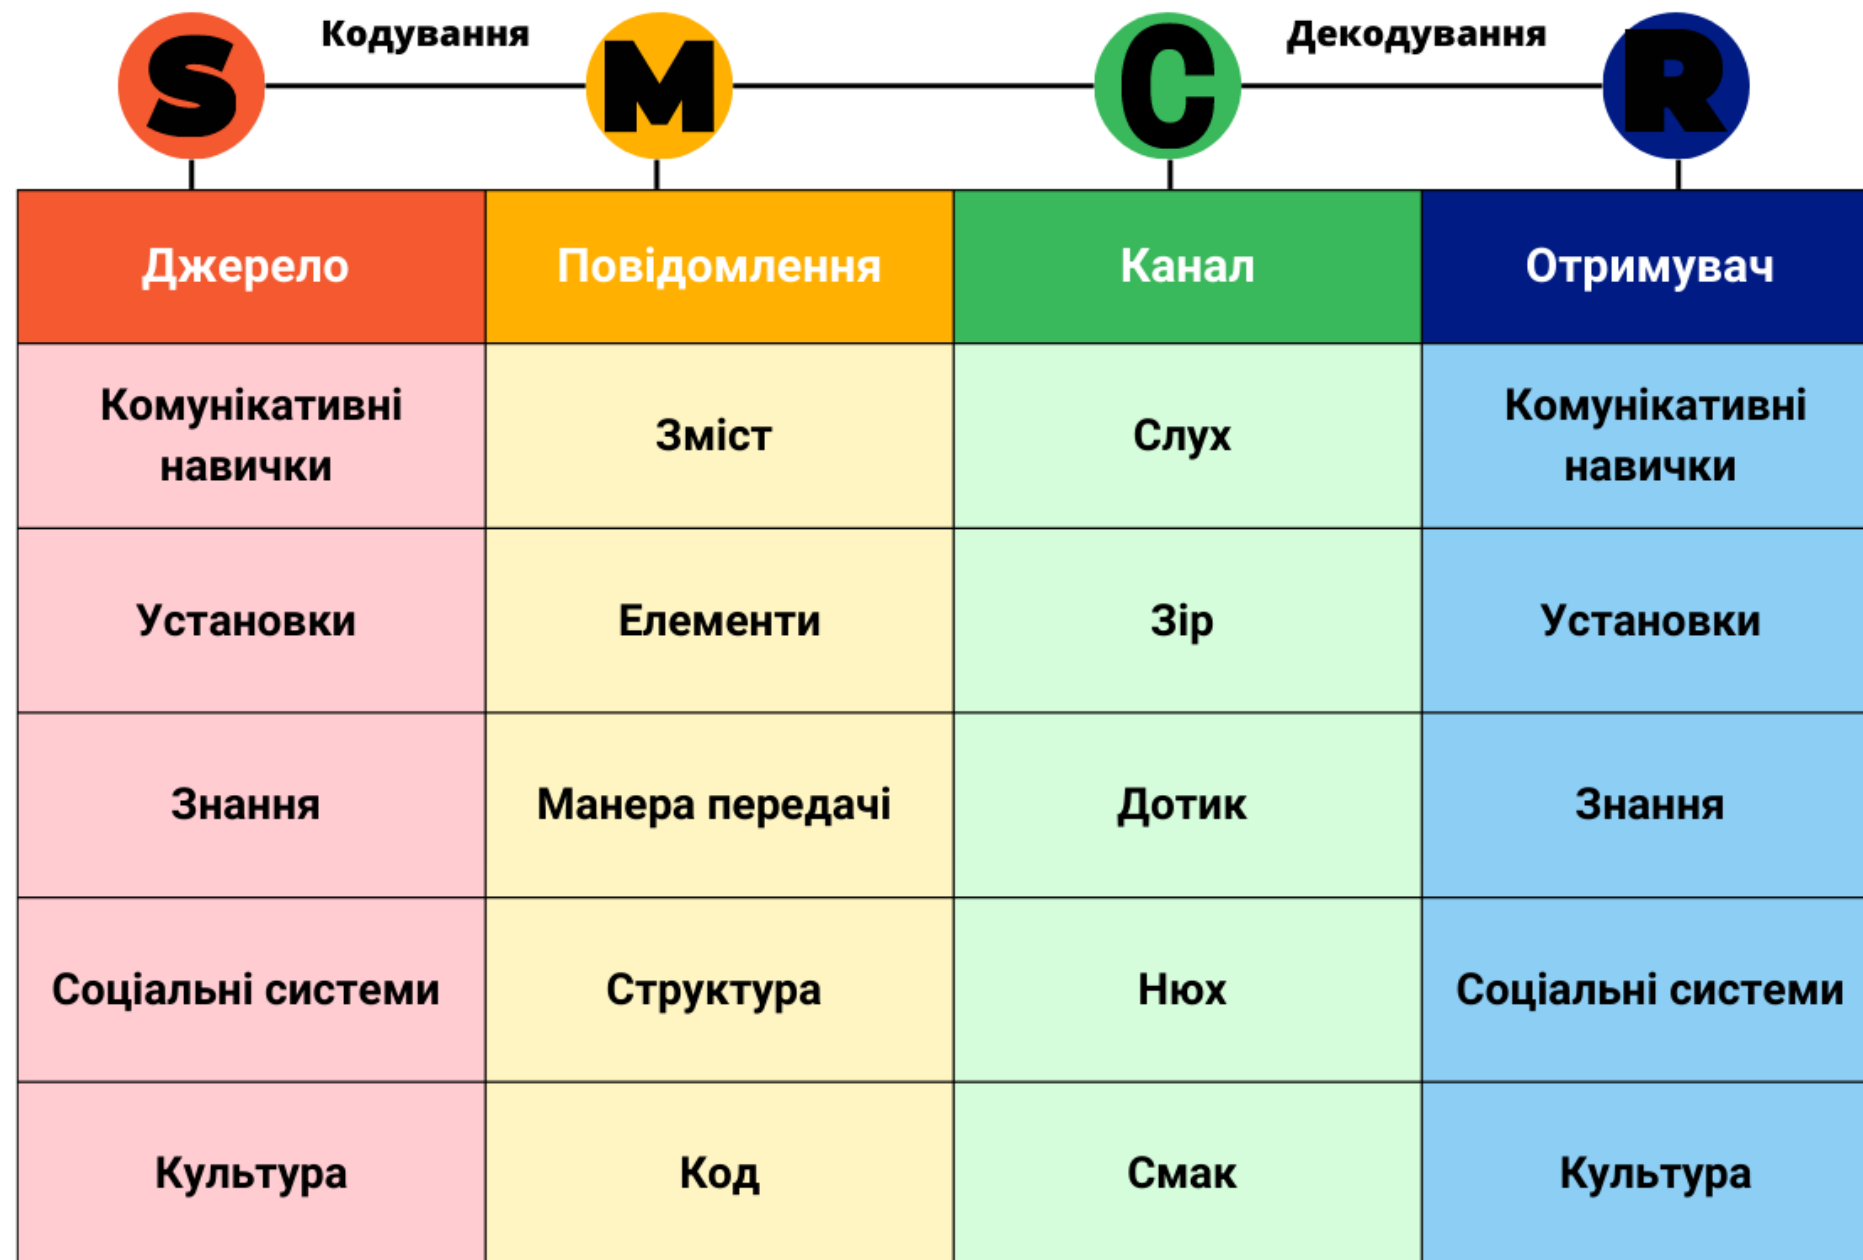 Кодування
Декодування
S
M
C
R
Джерело
Повідомлення
Канал
Отримувач
Комунікативні
навички
Зміст
Слух
Комунікативні
навички
Установки
Елементи
Зір
Установки
Знання
Манера передачі
Дотик
Знання
Соціальні системи
Структура
Нюх
Соціальні системи
Культура
Код
Смак
Культура